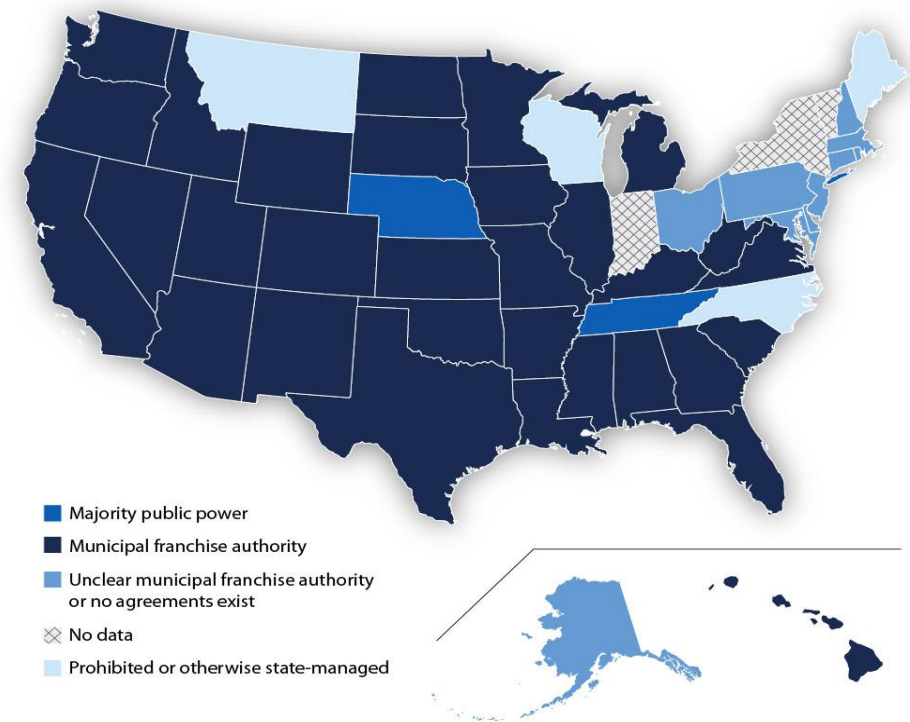 Majority public power
Municipal franchise authority
Unclear municipal franchise authority
or no agreements exist
No data
Prohibited or otherwise state-managed